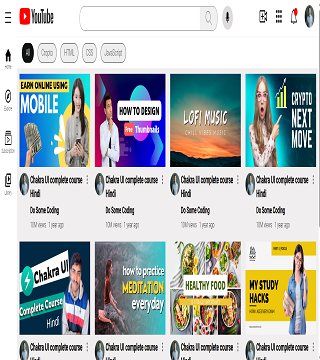 YouTube
All
Crypto
HTML
CSS
JavaScript
Home
Explore
Subscription
Library
EARN ONLINE USING
MOBILE
HOW TO DESIGN
Free Thumbnails
LOFI MUSIC
CHILL VIBES MUSIC
CRYPTO
NEXT
MOVE
Chakra UI complete course
Hindi
Do Some Coding
10M views 1 year ago
Chakra UI complete course
Hindi
Do Some Coding
10M views 1 year ago
Chakra UI complete course
Hindi
Do Some Coding
10M views 1 year ago
Chakra UI complete course
Hindi
Do Some Coding
10M views 1 year ago
Chakra UI
Complete Course
Hindi
how to practice
MEDITATION
everyday
HEALTHY FOOD
MY STUDY
HACKS
Chakra UI complete course
Chakra UI complete course
Chakra UI complete course
Chakra UI complete course